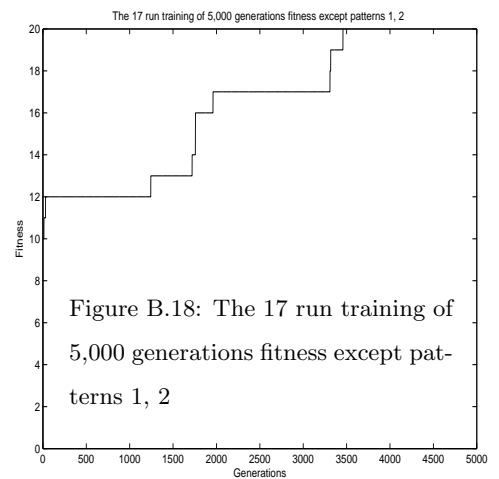 The 17 run training of 5,000 generations fitness except patterns 1, 2
20
18
16
14
12
10
8
6
4
2
0
Fitness
Figure B.18: The 17 run training of
5,000 generations fitness except pat-
terns 1, 2
0 500 1000 1500 2000 2500 3000 3500 4000 4500 5000
Generations